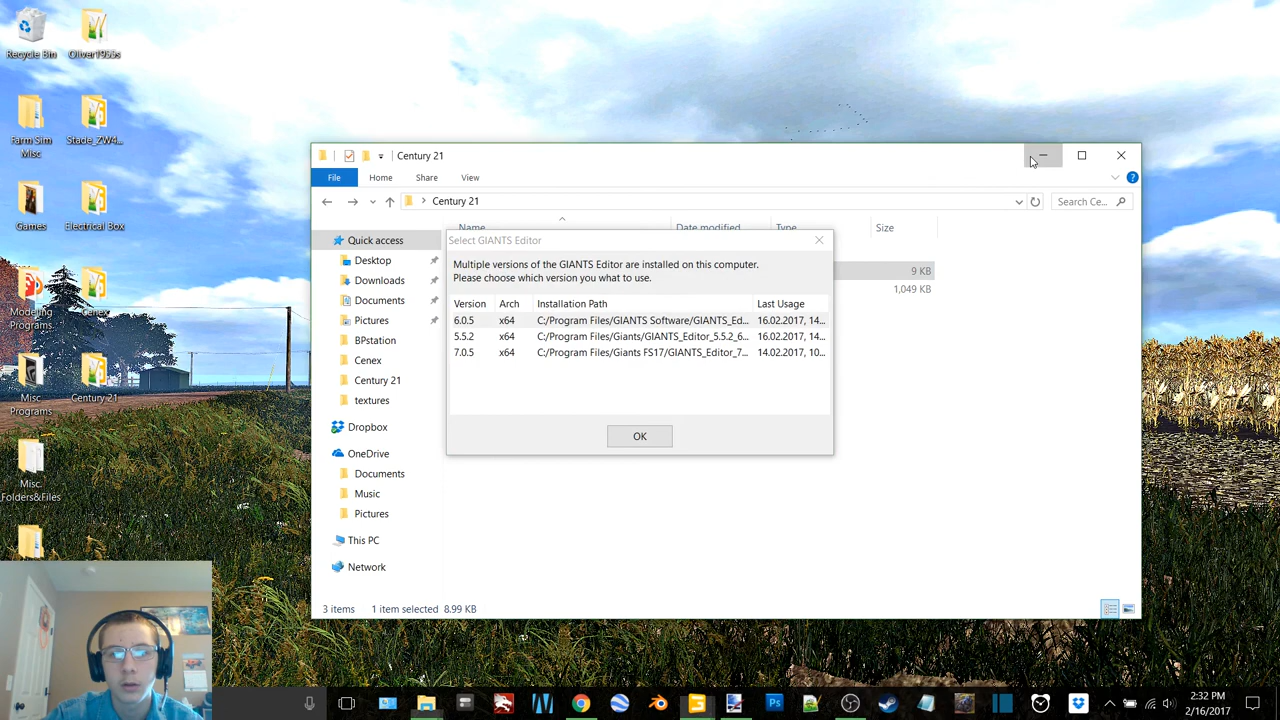 Recycle Bin
Oliver1955s
Farm Sim
Misc
Stade_ZW4...
Games
Electrical Box
Modeling
Programs.
Cenex
Misc
Programs
Century 21
Misc.
Folders&Files
Century 21
File
Home
Share
View
Century 21
Search Ce...
Name
Date modified
Type
Size
9 KB
1,049 KB
Quick access
Desktop
Downloads
Documents
Pictures
BPstation
Cenex
Century 21
textures
Dropbox
OneDrive
Documents
Music
Pictures
This PC
Network
Select GIANTS Editor
Multiple versions of the GIANTS Editor are installed on this computer.
Please choose which version you what to use.
Version Arch Installation Path Last Usage
6.0.5 x64 C:/Program Files/GIANTS Software/GIANTS_Ed... 16.02.2017, 14...
5.5.2 x64 C:/Program Files/Giants/GIANTS_Editor_5.5.2_6... 16.02.2017, 14...
7.0.5 x64 C:/Program Files/Giants FS17/GIANTS_Editor_7... 14.02.2017, 10...
OK
3 items 1 item selected 8.99 KB
2:32 PM
2/16/2017